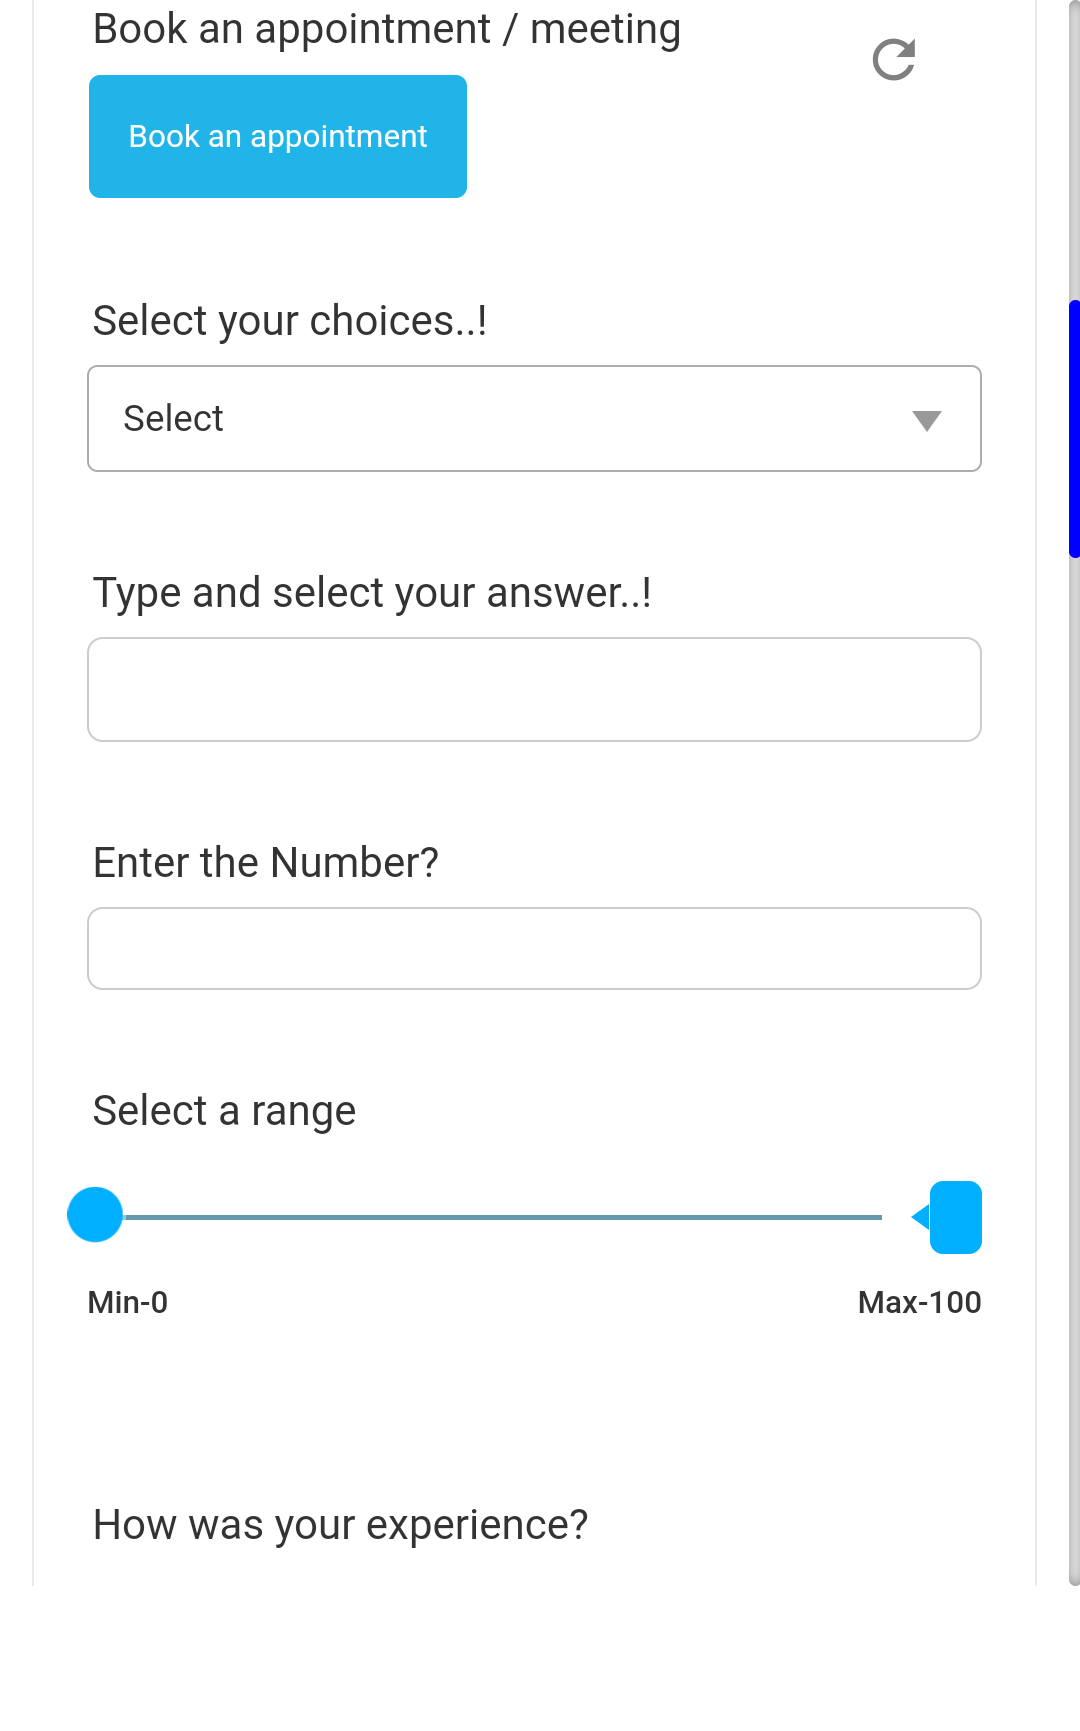 Book an appointment / meeting
Book an appointment
Select your choices..!
Select
Type and select your answer..!
Enter the Number?
Select a range
Min-0
Max-100
How was your experience?